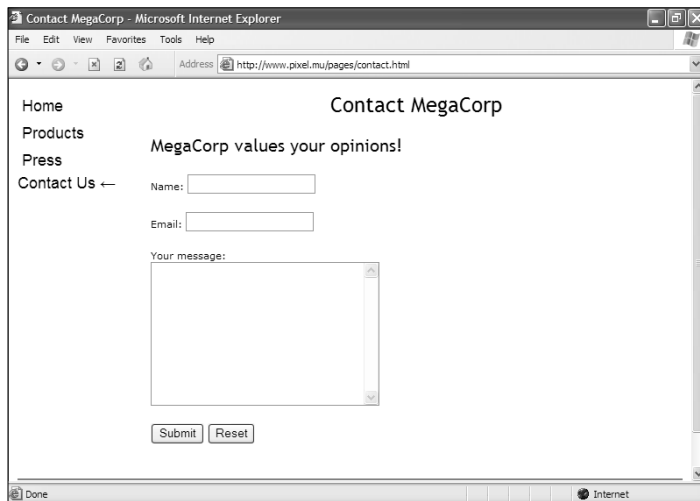 Contact MegaCorp - Microsoft Internet Explorer
File Edit View Favorites Tools Help
Address http://www.pixel.mu/pages/contact.html
Home
Products
Press
Contact Us ←
Contact MegaCorp
MegaCorp values your opinions!
Name:
Email:
Your message:
Submit Reset
Done Internet